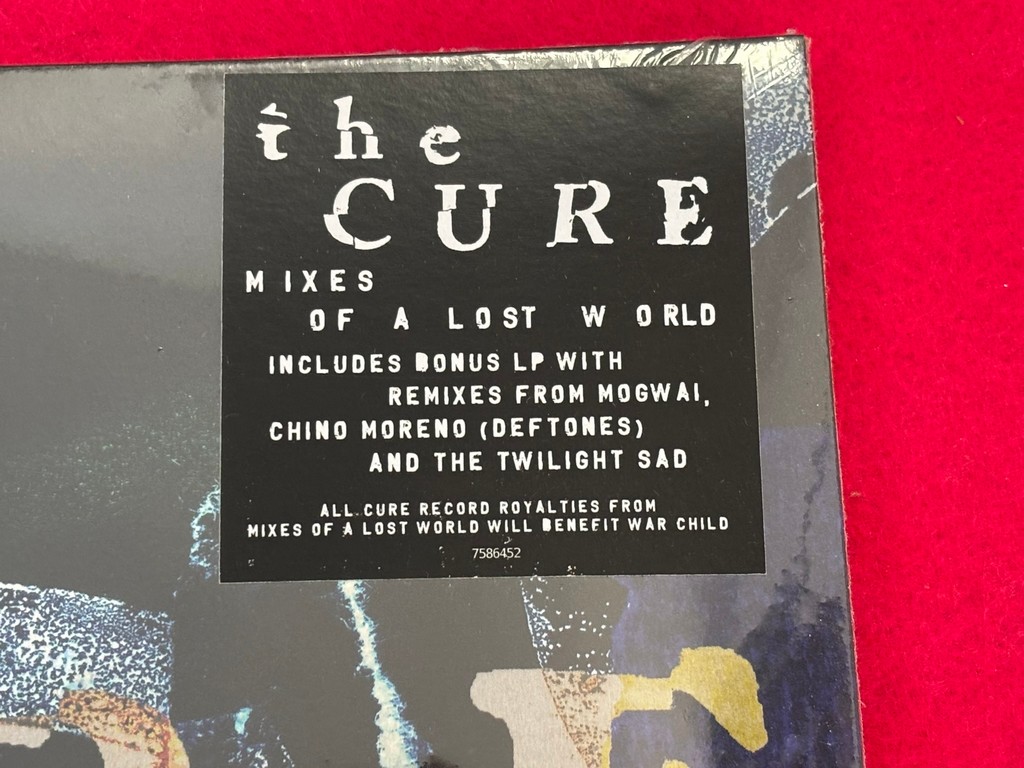 the
CURE
MIXES
OF A LOST WORLD
INCLUDES BONUS LP WITH
REMIXES FROM MOGWAI,
CHINO MORENO (DEFTONES)
AND THE TWILIGHT SAD
ALL CURE RECORD ROYALTIES FROM
MIXES OF A LOST WORLD WILL BENEFIT WAR CHILD
7586452